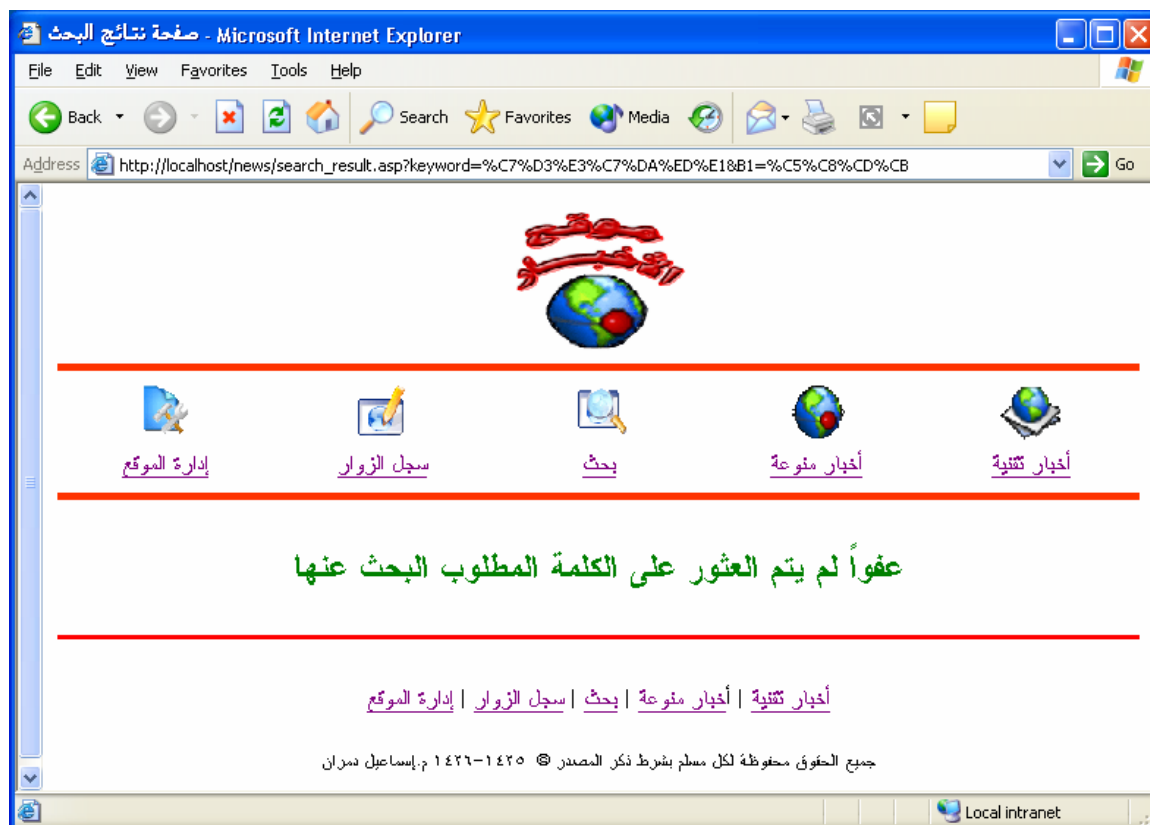 صفحة نتائج البحث - Microsoft Internet Explorer
File Edit View Favorites Tools Help
Back Search Favorites Media
Address http://localhost/news/search_result.asp?keyword=%C7%D3%E3%C7%DA%ED%E1&B1=%C5%C8%CD%CB Go
موقع
الأخبار
أخبار تقنية أخبار منوعة بحث سجل الزوار إدارة الموقع
عفواً لم يتم العثور على الكلمة المطلوب البحث عنها
أخبار تقنية | أخبار منوعة | بحث | سجل الزوار | إدارة الموقع
جميع الحقوق محفوظة لكل مسلم بشرط ذكر المصدر © ١٤٢٥-١٤٢٦ م.إسماعيل دمران
Local intranet